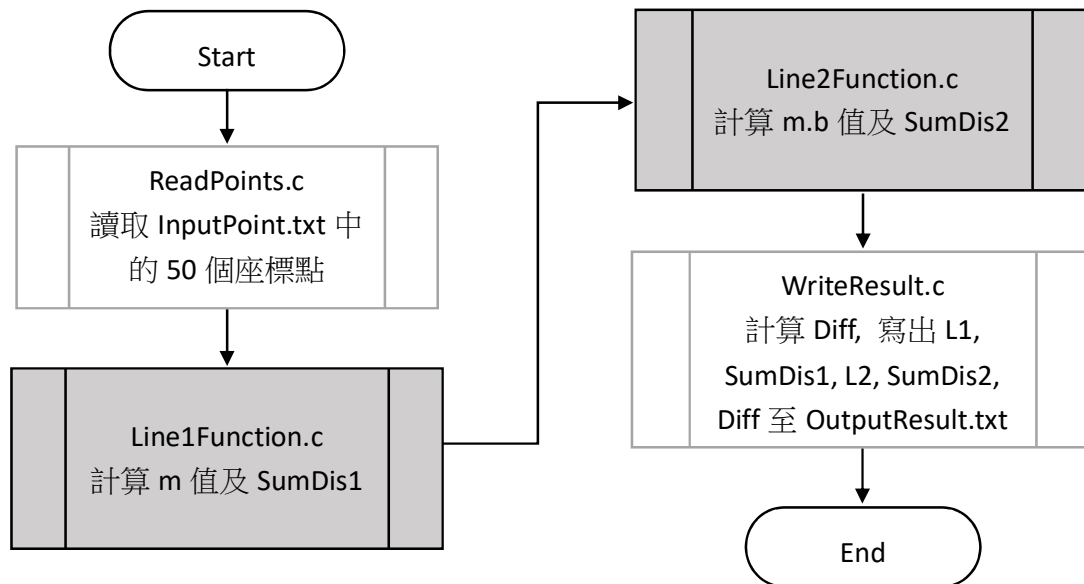 Start
ReadPoints.c
讀取 InputPoint.txt 中
的 50 個座標點
Line1Function.c
計算 m 值及 SumDis1
Line2Function.c
計算 m.b 值及 SumDis2
WriteResult.c
計算 Diff, 寫出 L1,
SumDis1, L2, SumDis2,
Diff 至 OutputResult.txt
End